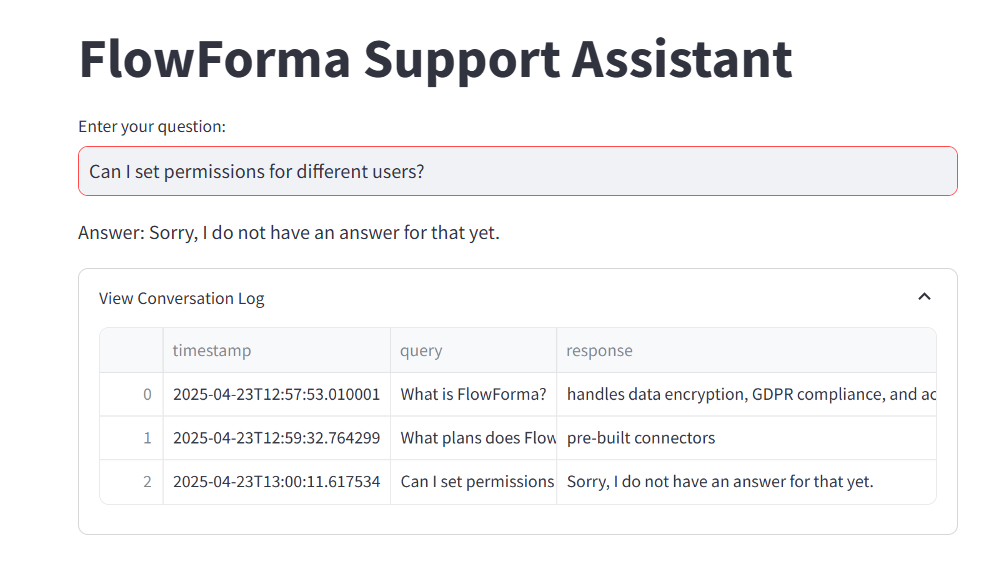 FlowForma Support Assistant
Enter your question:
Can I set permissions for different users?
Answer: Sorry, I do not have an answer for that yet.
View Conversation Log
timestamp query response
0 2025-04-23T12:57:53.010001 What is FlowForma? handles data encryption, GDPR compliance, and ac
1 2025-04-23T12:59:32.764299 What plans does Flow pre-built connectors
2 2025-04-23T13:00:11.617534 Can I set permissions Sorry, I do not have an answer for that yet.